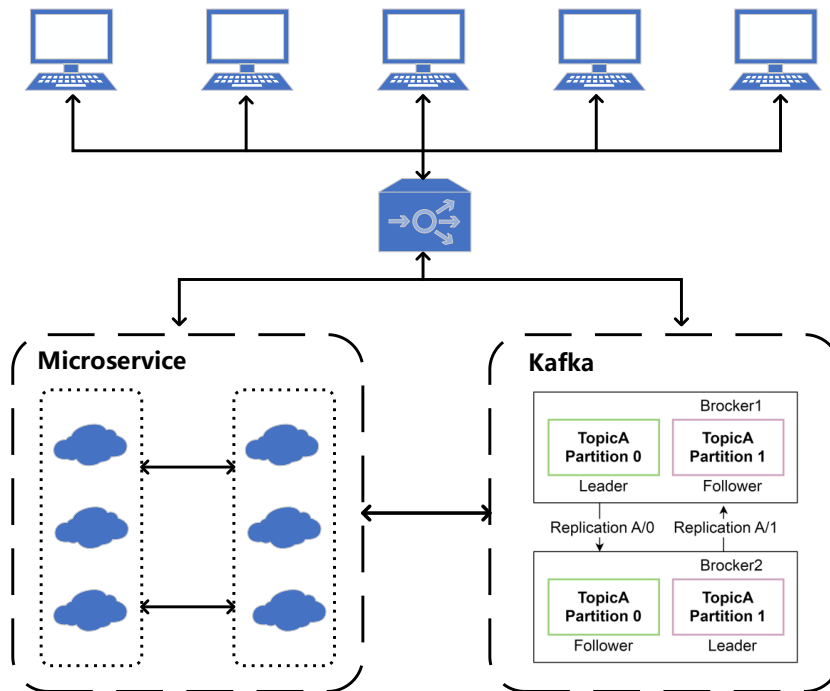 Microservice
Kafka
Brocker1
TopicA
Partition 0
TopicA
Partition 1
Leader
Follower
Replication A/0
Replication A/1
Brocker2
TopicA
Partition 0
TopicA
Partition 1
Follower
Leader